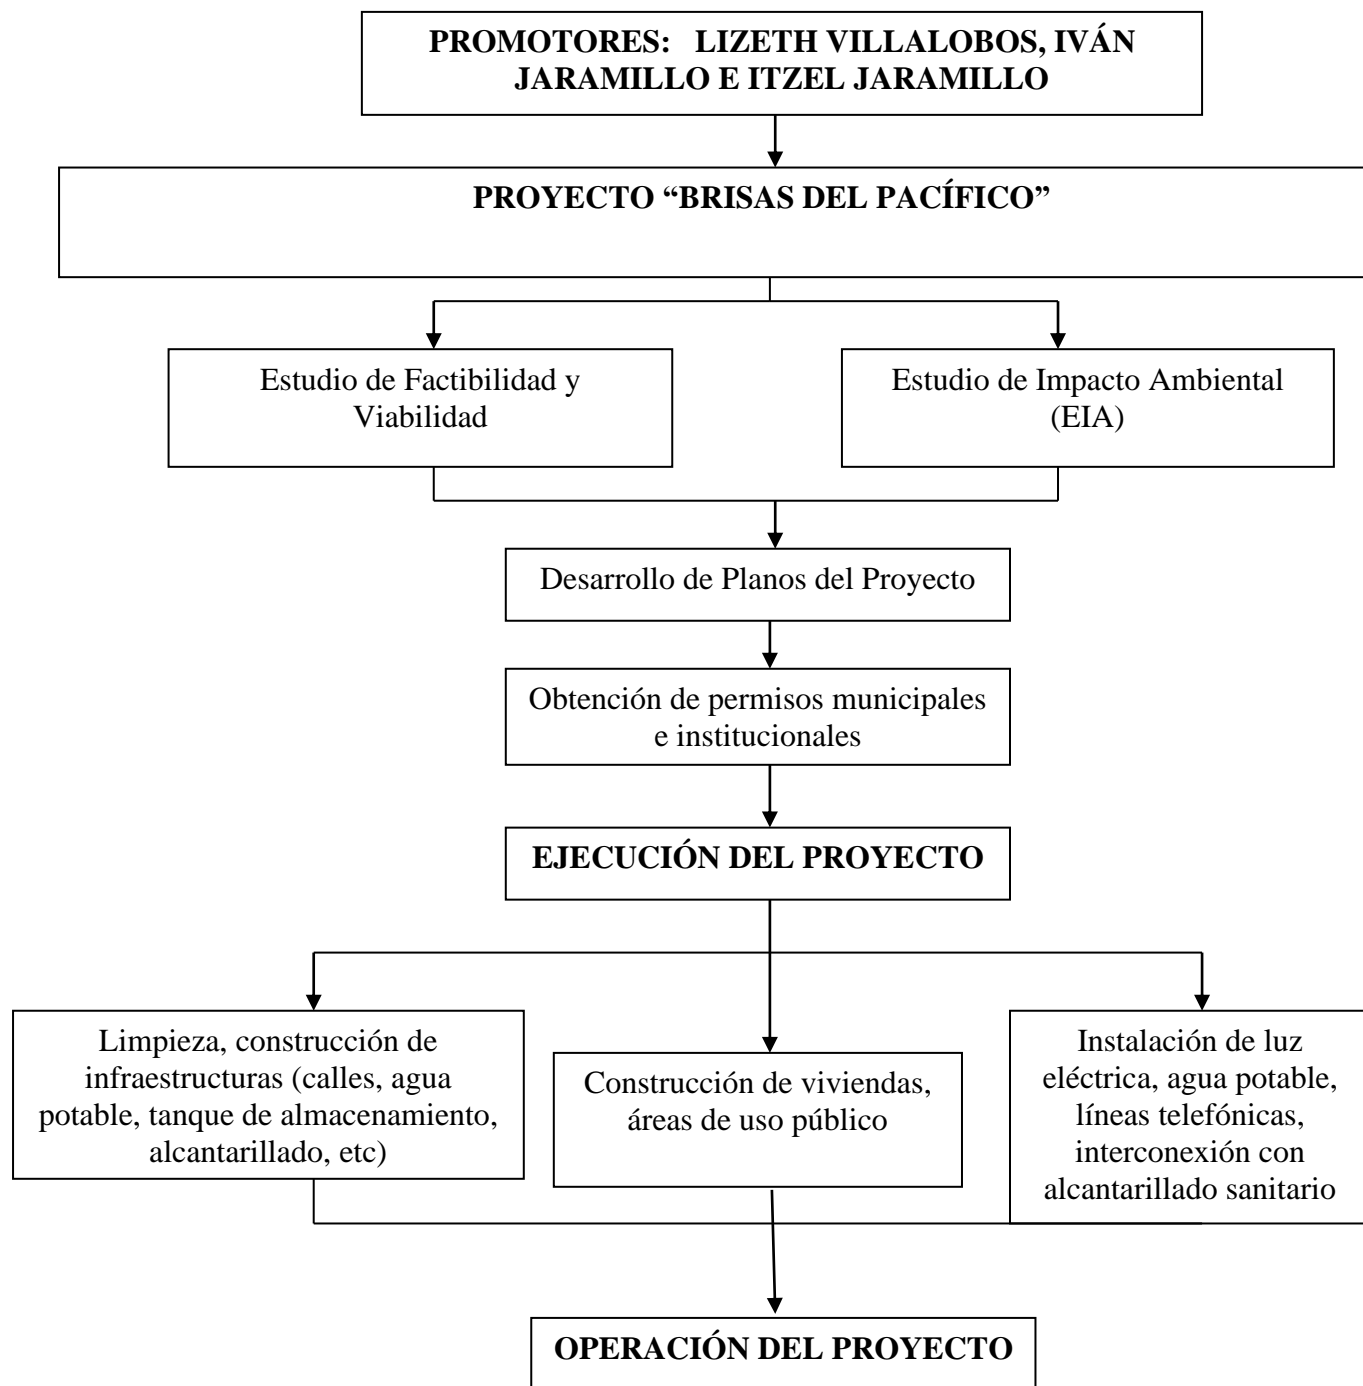 PROMOTORES: LIZETH VILLALOBOS, IVÁN
JARAMILLO E ITZEL JARAMILLO
PROYECTO “BRISAS DEL PACÍFICO”
Estudio de Factibilidad y
Viabilidad
Estudio de Impacto Ambiental
(EIA)
Desarrollo de Planos del Proyecto
Obtención de permisos municipales
e institucionales
EJECUCIÓN DEL PROYECTO
Limpieza, construcción de
infraestructuras (calles, agua
potable, tanque de almacenamiento,
alcantarillado, etc)
Construcción de viviendas,
áreas de uso público
Instalación de luz
eléctrica, agua potable,
líneas telefónicas,
interconexión con
alcantarillado sanitario
OPERACIÓN DEL PROYECTO